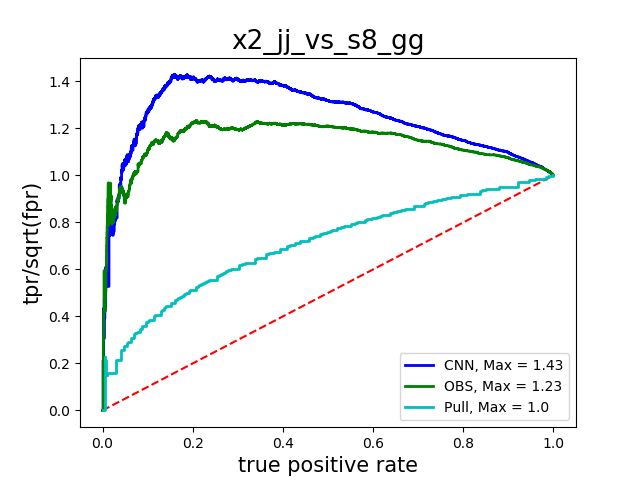 x2_jj_vs_s8_gg
tpr/sqrt(fpr)
1.4
1.2
1.0
0.8
0.6
0.4
0.2
0.0
CNN, Max = 1.43
OBS, Max = 1.23
Pull, Max = 1.0
0.0 0.2 0.4 0.6 0.8 1.0
true positive rate